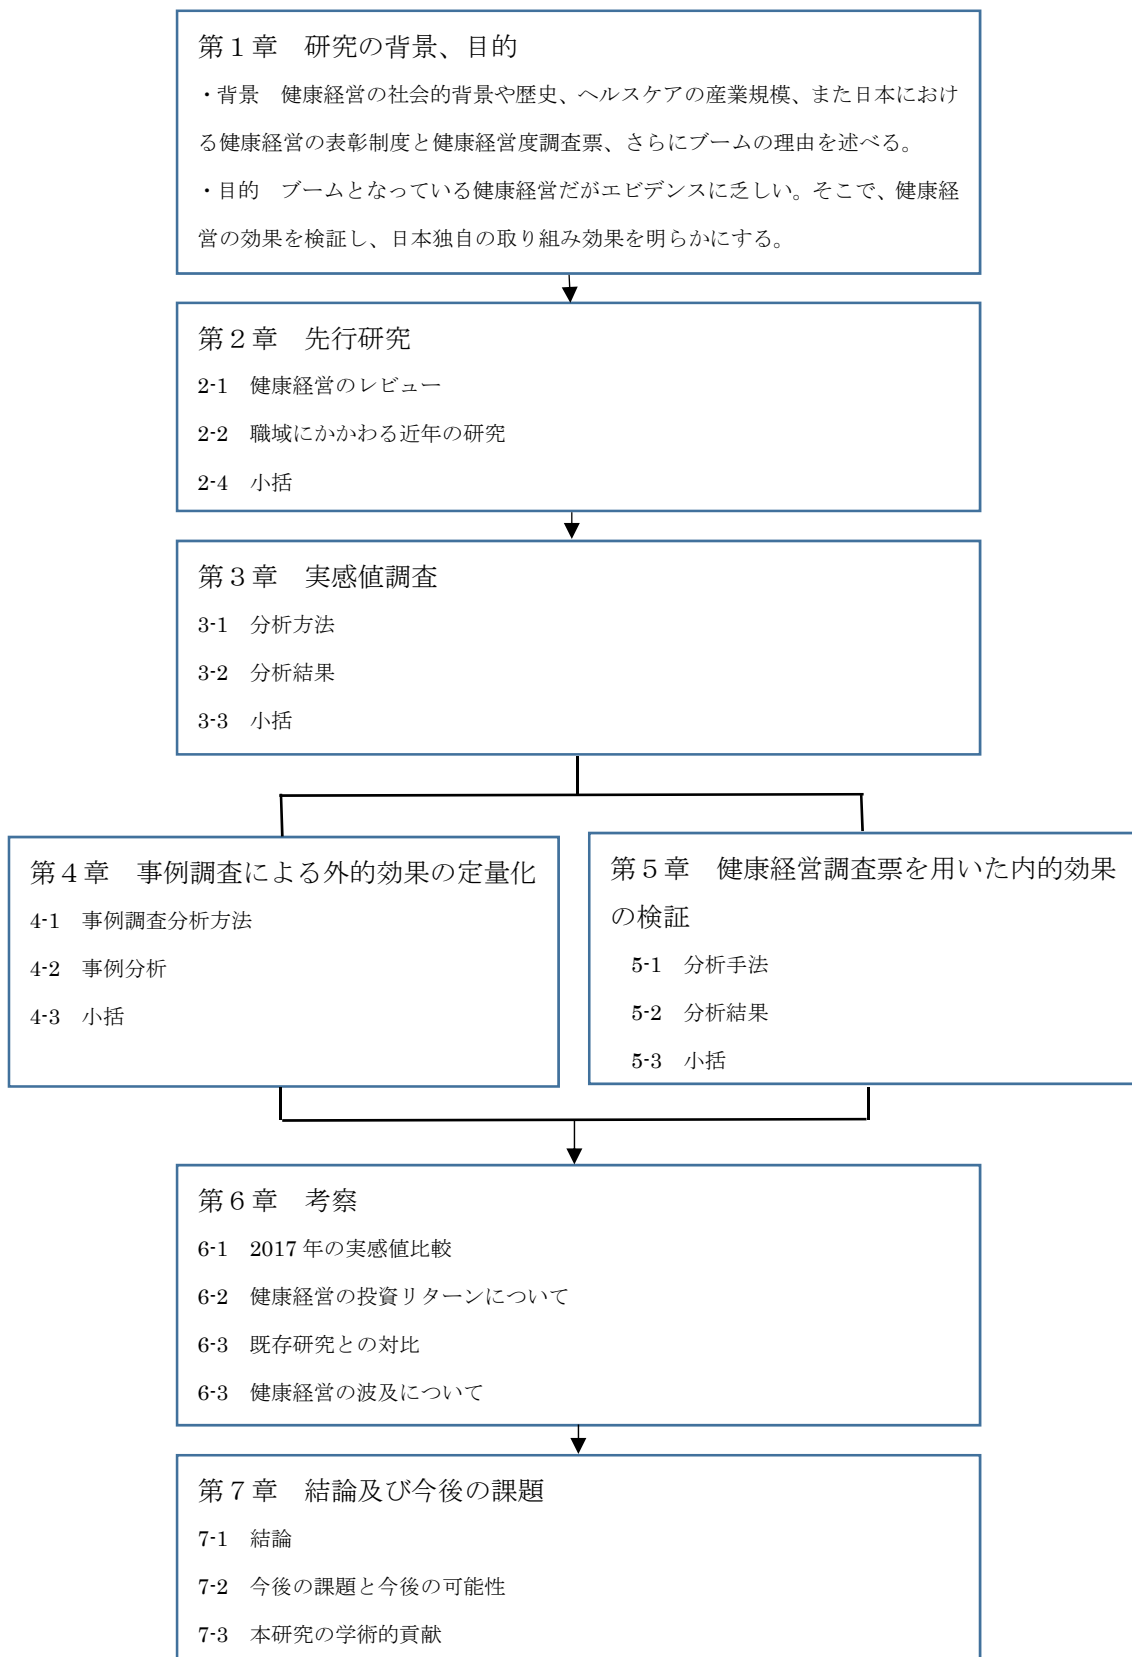 第１章　研究の背景、目的
・背景　健康経営の社会的背景や歴史、ヘルスケアの産業規模、また日本におけ
る健康経営の表彰制度と健康経営度調査票、さらにブームの理由を述べる。
・目的　ブームとなっている健康経営だがエビデンスに乏しい。そこで、健康経
営の効果を検証し、日本独自の取り組み効果を明らかにする。
第２章　先行研究
2-1　健康経営のレビュー
2-2　職域にかかわる近年の研究
2-4　小括
第３章　実感値調査
3-1　分析方法
3-2　分析結果
3-3　小括
第４章　事例調査による外的効果の定量化
4-1　事例調査分析方法
4-2　事例分析
4-3　小括
第５章　健康経営調査票を用いた内的効果
の検証
5-1　分析手法
5-2　分析結果
5-3　小括
第６章　考察
6-1　2017 年の実感値比較
6-2　健康経営の投資リターンについて
6-3　既存研究との対比
6-3　健康経営の波及について
第７章　結論及び今後の課題
7-1　結論
7-2　今後の課題と今後の可能性
7-3　本研究の学術的貢献